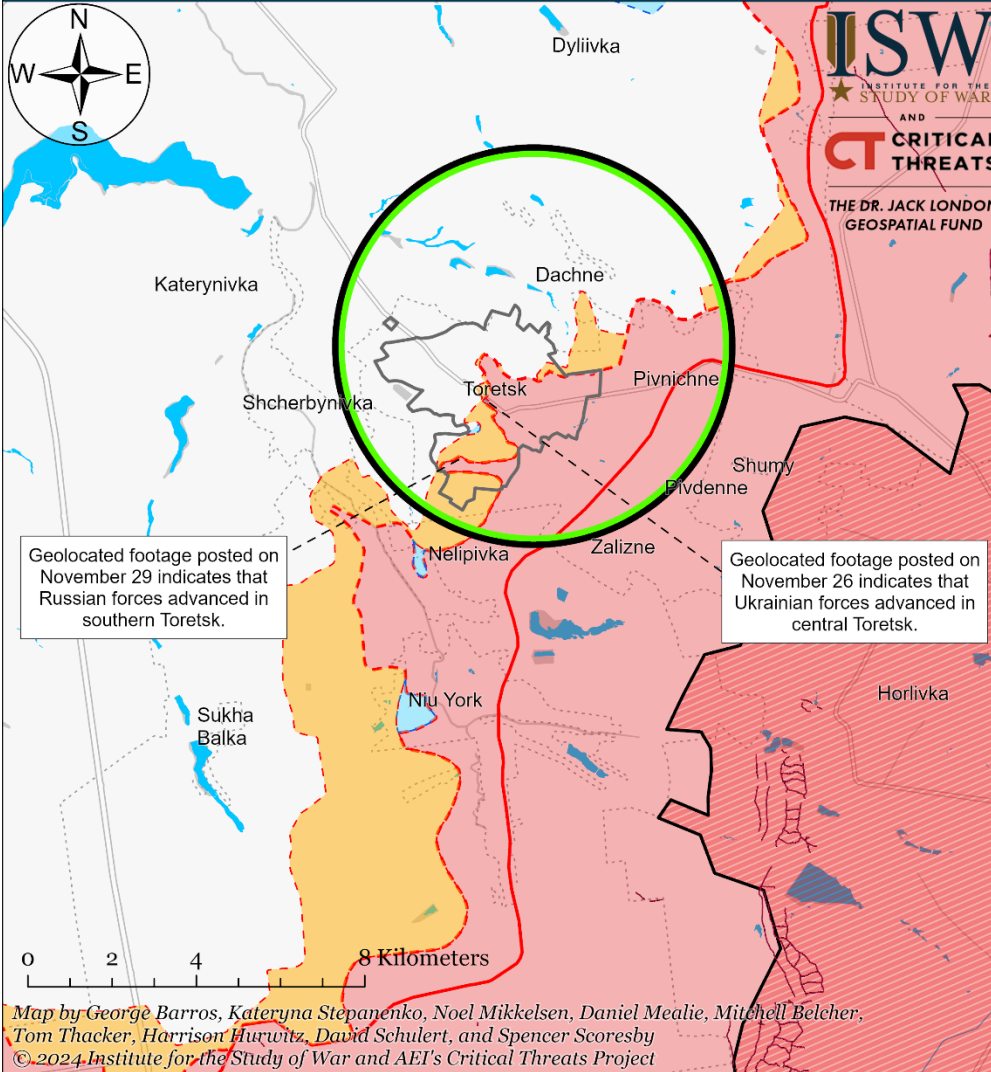 N
W E
S
Dyliivka
ISW
INSTITUTE FOR THE
STUDY OF WAR
AND
CT CRITICAL
THREATS
THE DR. JACK LONDON
GEOSPATIAL FUND
Katerynivka
Dachne
Toretsk
Pivnichne
Shcherbynivka
Shumy
Pivdenne
Nelipivka
Zalizne
Geolocated footage posted on
November 29 indicates that
Russian forces advanced in
southern Toretsk.
Geolocated footage posted on
November 26 indicates that
Ukrainian forces advanced in
central Toretsk.
Niu York
Horlivka
Sukha
Balka
0 2 4 8 Kilometers
Map by George Barros, Kateryna Stepanenko, Noel Mikkelsen, Daniel Mealie, Mitchell Belcher,
Tom Thacker, Harrison Hurwitz, David Schulert, and Spencer Scoresby
© 2024 Institute for the Study of War and AEI's Critical Threats Project